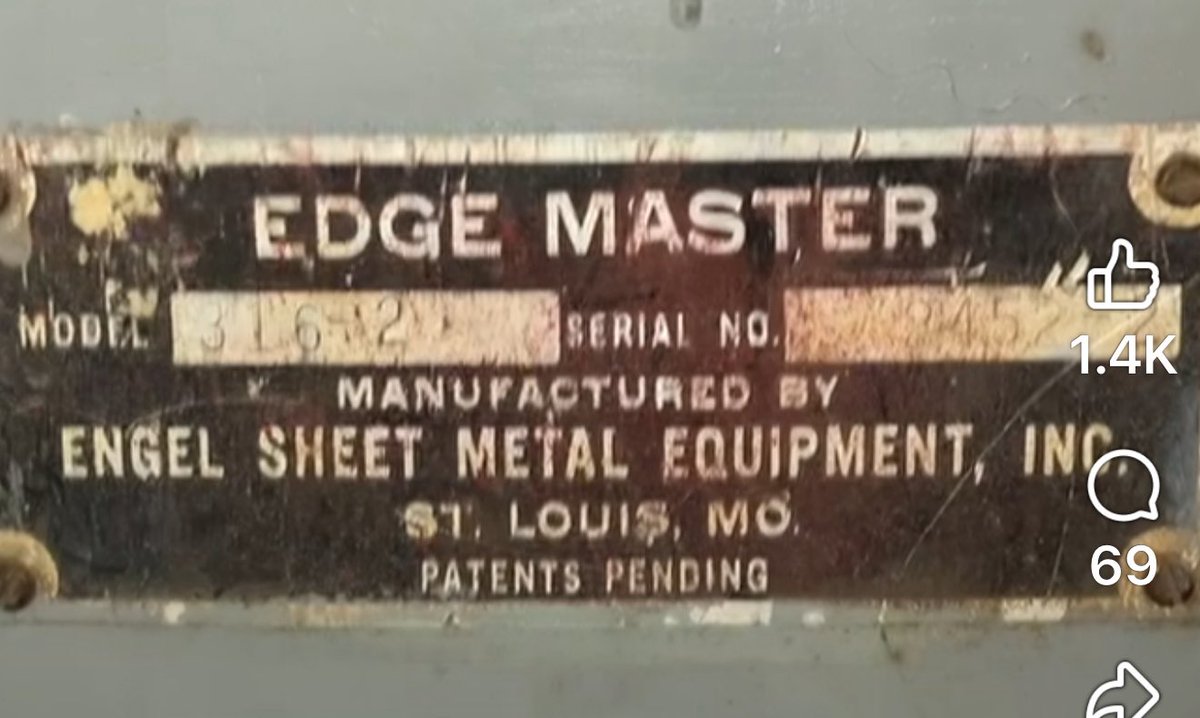 EDGE MASTER
MODEL SERIAL NO.
1.4K
MANUFACTURED BY
ENGEL SHEET METAL EQUIPMENT, INC.
ST. LOUIS, MO.
PATENTS PENDING
69